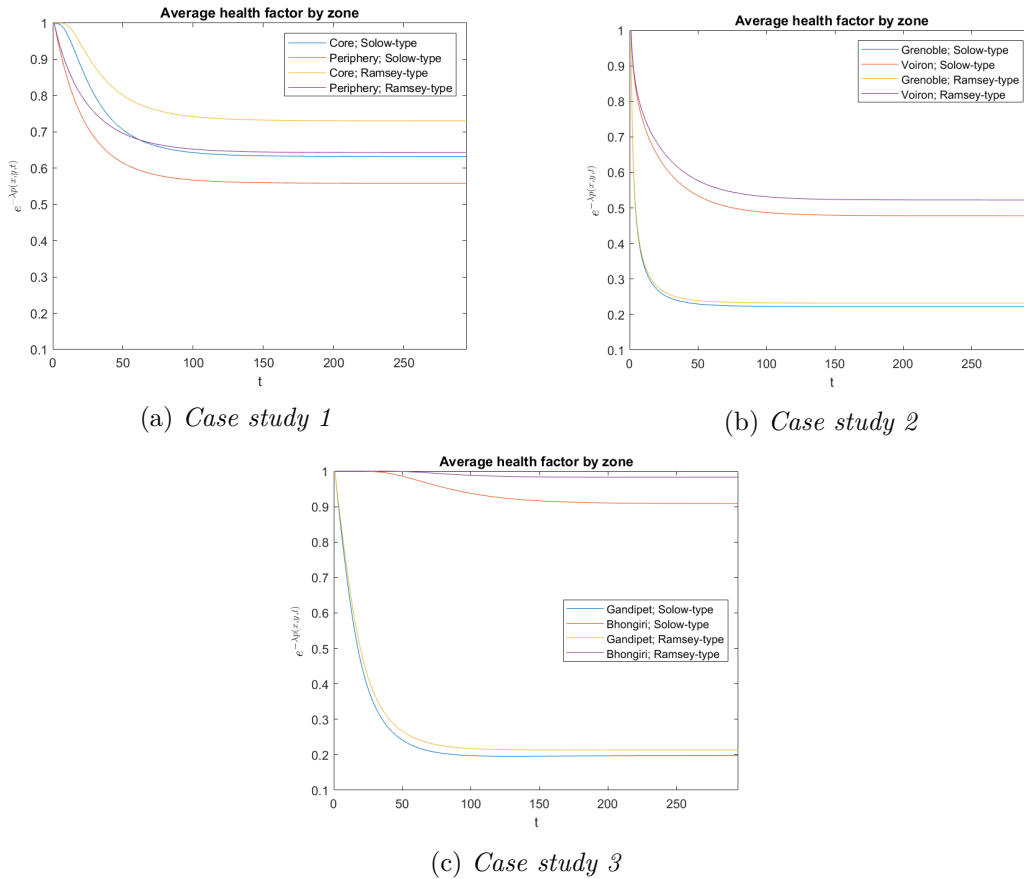 Average health factor by zone
Core; Solow-type
Periphery; Solow-type
Core; Ramsey-type
Periphery; Ramsey-type
1
0.9
0.8
0.7
0.6
0.5
0.4
0.3
0.2
0.1
e^{-λp(x,y,t)}
0 50 100 150 200 250
t
(a) Case study 1
Average health factor by zone
Grenoble; Solow-type
Voiron; Solow-type
Grenoble; Ramsey-type
Voiron; Ramsey-type
1
0.9
0.8
0.7
0.6
0.5
0.4
0.3
0.2
0.1
e^{-λp(x,y,t)}
0 50 100 150 200 250
t
(b) Case study 2
Average health factor by zone
1
0.9
0.8
0.7
0.6
0.5
0.4
0.3
0.2
0.1
e^{-λp(x,y,t)}
Gandipet; Solow-type
Bhongiri; Solow-type
Gandipet; Ramsey-type
Bhongiri; Ramsey-type
0 50 100 150 200 250
t
(c) Case study 3